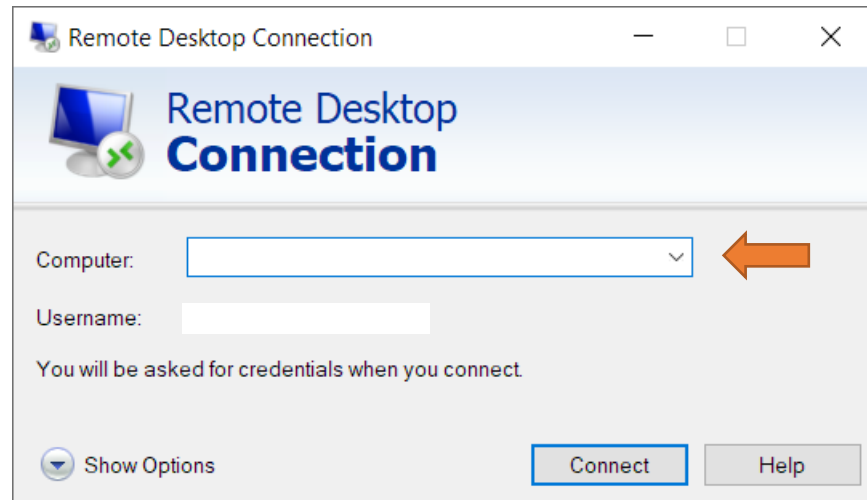 Remote Desktop Connection
Remote Desktop
Connection
Computer:
Username:
You will be asked for credentials when you connect.
Show Options
Connect
Help